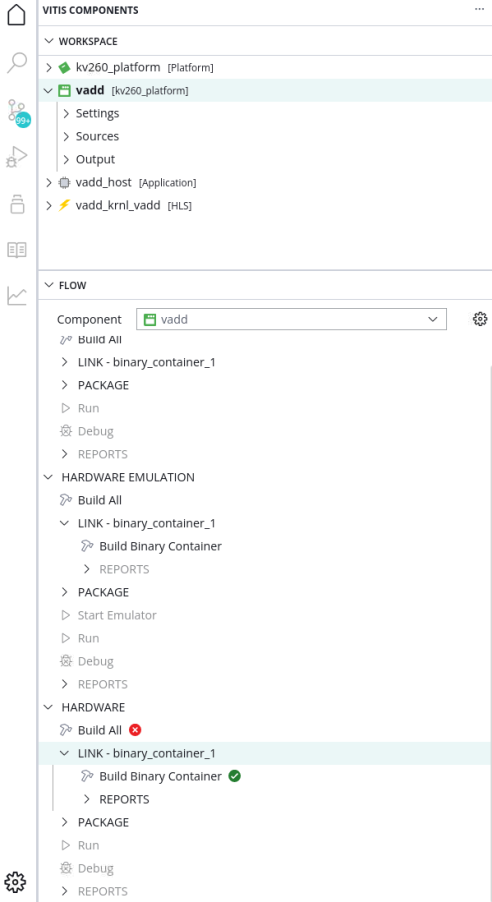 VITIS COMPONENTS
WORKSPACE
kv260_platform [Platform]
vadd [kv260_platform]
Settings
99+
Sources
Output
vadd_host [Application]
vadd_krnl_vadd [HLS]
FLOW
Component vadd
Build All
LINK - binary_container_1
PACKAGE
Run
Debug
REPORTS
HARDWARE EMULATION
Build All
LINK - binary_container_1
Build Binary Container
REPORTS
PACKAGE
Start Emulator
Run
Debug
REPORTS
HARDWARE
Build All
LINK - binary_container_1
Build Binary Container
REPORTS
PACKAGE
Run
Debug
REPORTS